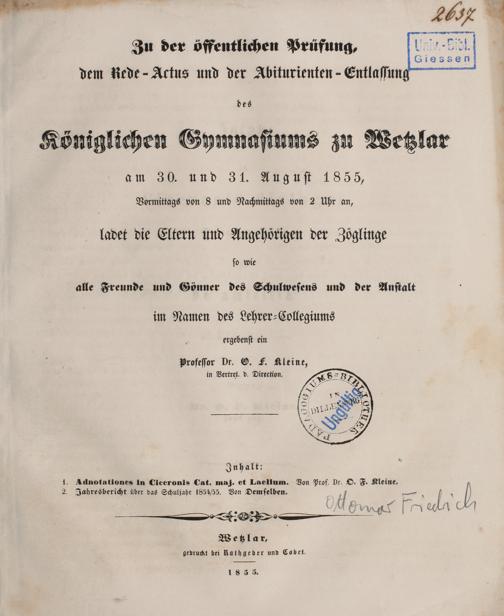 2637
Univ.-Bibl.
Giessen
Zu der öffentlichen Prüfung,
dem Rede-Actus und der Abiturienten-Entlassung
des
Königlichen Gymnasiums zu Wetzlar
am 30. und 31. August 1855,
Vormittags von 8 und Nachmittags von 2 Uhr an,
ladet die Eltern und Angehörigen der Zöglinge
so wie
alle Freunde und Gönner des Schulwesens und der Anstalt
im Namen des Lehrer-Collegiums
ergebenst ein
Professor Dr. O. F. Kleine,
in Vertret. d. Direction.
PÄDAGOGIUMS-BIBLIOTHEK
DILLENBURG
Ungültig
Inhalt:
1. Adnotationes in Ciceronis Cat. maj. et Laelium. Von Prof. Dr. O. F. Kleine.
2. Jahresbericht über das Schuljahr 1854/55. Von Demselben.
Ottomar Friedrich
Wetzlar,
gedruckt bei Rathgeber und Cobet.
1855.